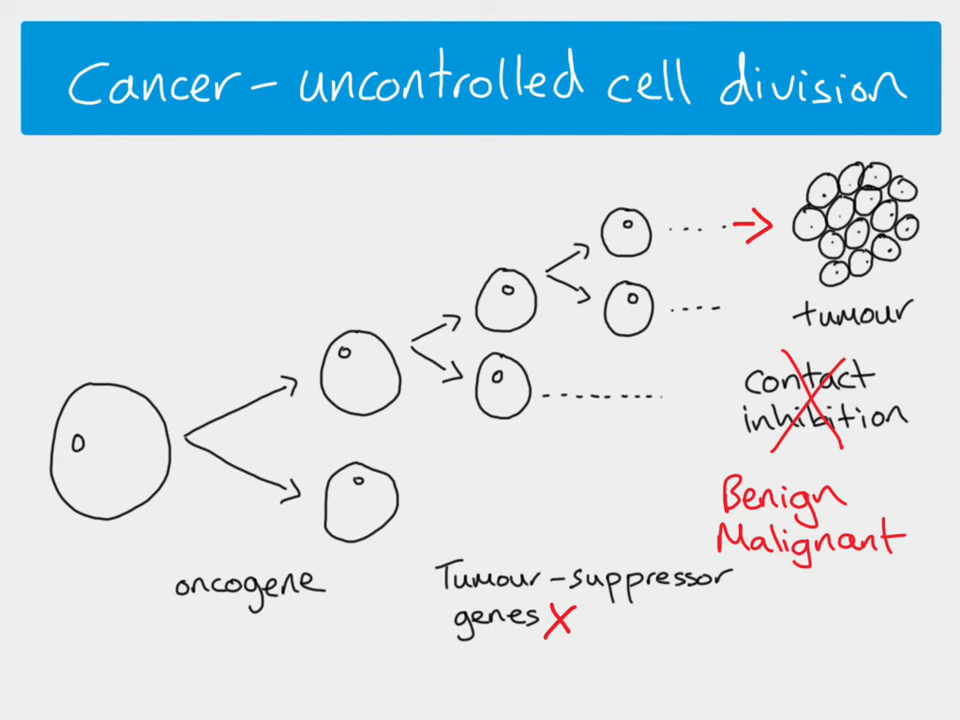 Cancer - uncontrolled cell division
tumour
contact
inhibition
Benign
Malignant
oncogene
Tumour-suppressor
genes X